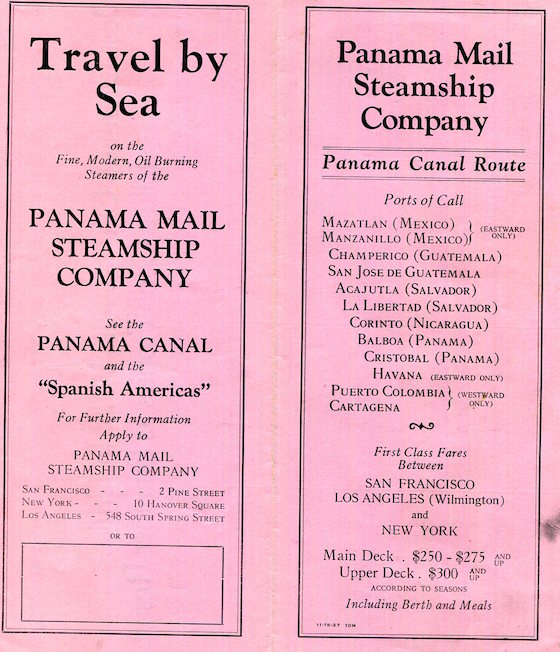 Travel by
Sea
on the
Fine, Modern, Oil Burning
Steamers of the
PANAMA MAIL
STEAMSHIP
COMPANY
See the
PANAMA CANAL
and the
"Spanish Americas"
For Further Information
Apply to
PANAMA MAIL
STEAMSHIP COMPANY
SAN FRANCISCO - - - 2 PINE STREET
NEW YORK - - - 10 HANOVER SQUARE
LOS ANGELES - 548 SOUTH SPRING STREET
OR TO
Panama Mail
Steamship
Company
Panama Canal Route
Ports of Call
MAZATLAN (MEXICO) } (EASTWARD
MANZANILLO (MEXICO) } ONLY)
CHAMPERICO (GUATEMALA)
SAN JOSE DE GUATEMALA
ACAJUTLA (SALVADOR)
LA LIBERTAD (SALVADOR)
CORINTO (NICARAGUA)
BALBOA (PANAMA)
CRISTOBAL (PANAMA)
HAVANA (EASTWARD ONLY)
PUERTO COLOMBIA } (WESTWARD
CARTAGENA } ONLY)
First Class Fares
Between
SAN FRANCISCO
LOS ANGELES (Wilmington)
and
NEW YORK
Main Deck . $250 - $275 AND UP
Upper Deck . $300 AND UP
ACCORDING TO SEASONS
Including Berth and Meals
11-15-27 10M